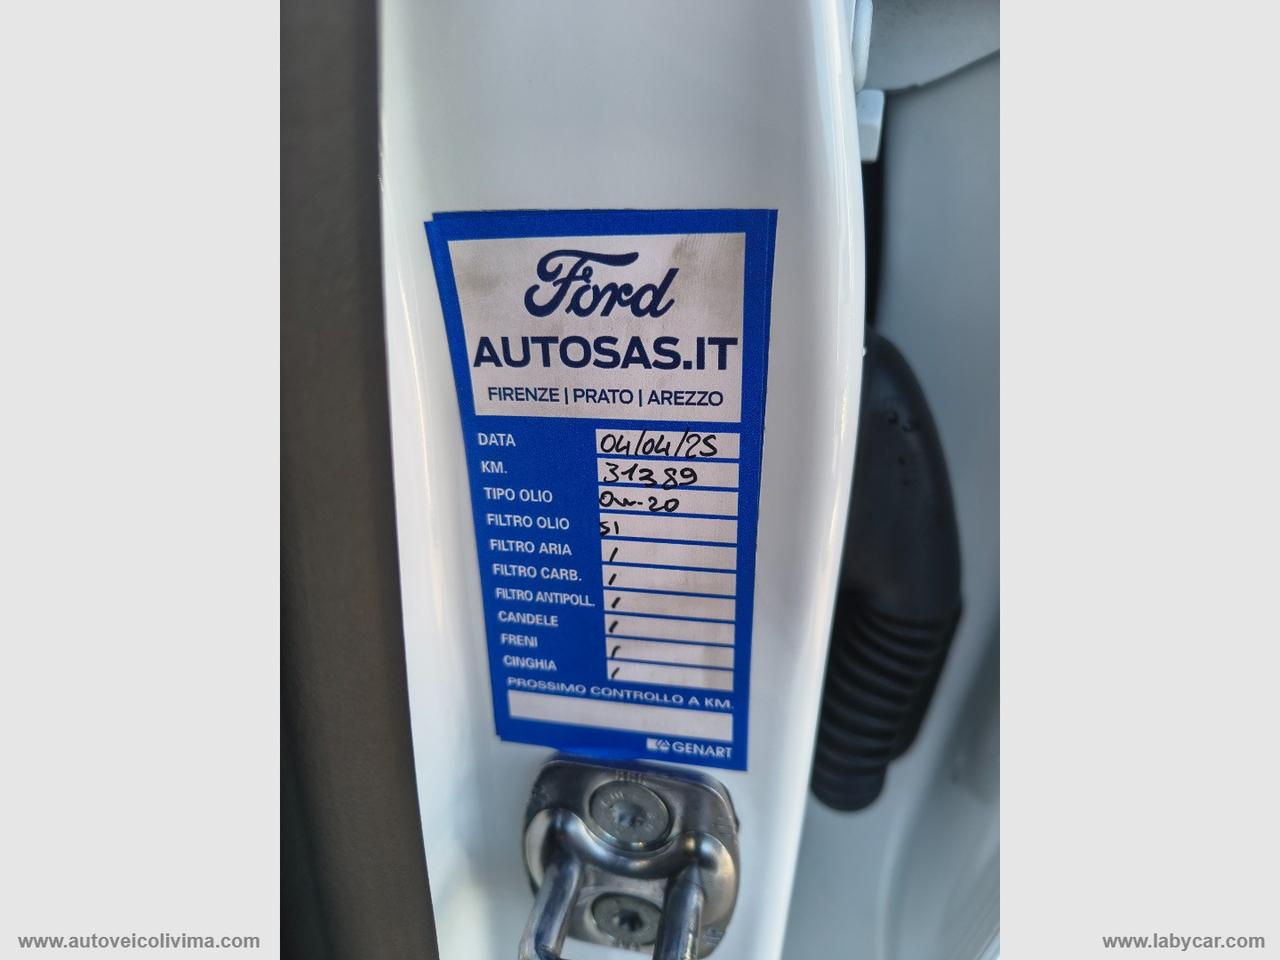 Ford
AUTOSAS.IT
FIRENZE | PRATO | AREZZO
DATA 04/04/25
KM. 31389
TIPO OLIO 0w-20
FILTRO OLIO SI
FILTRO ARIA /
FILTRO CARB. /
FILTRO ANTIPOLL. /
CANDELE /
FRENI /
CINGHIA /
PROSSIMO CONTROLLO A KM.
GENART
www.autoveicolivima.com
www.labycar.com